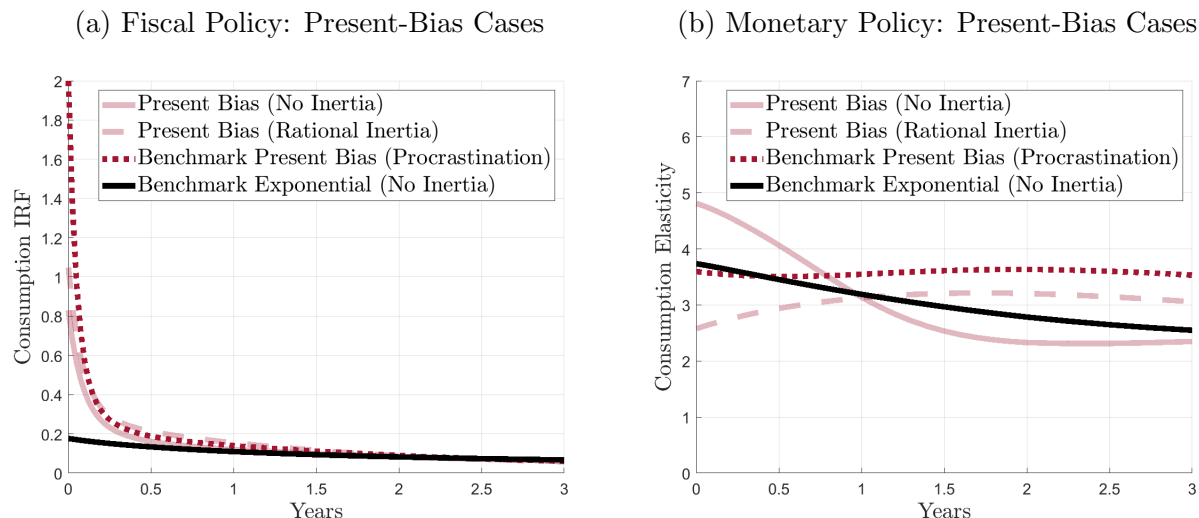 (a) Fiscal Policy: Present-Bias Cases
2
1.8
1.6
1.4
1.2
1
0.8
0.6
0.4
0.2
0
Consumption IRF
Present Bias (No Inertia)
Present Bias (Rational Inertia)
Benchmark Present Bias (Procrastination)
Benchmark Exponential (No Inertia)
0 0.5 1 1.5 2 2.5 3
Years
(b) Monetary Policy: Present-Bias Cases
7
6
5
4
3
2
1
0
Consumption Elasticity
Present Bias (No Inertia)
Present Bias (Rational Inertia)
Benchmark Present Bias (Procrastination)
Benchmark Exponential (No Inertia)
0 0.5 1 1.5 2 2.5 3
Years